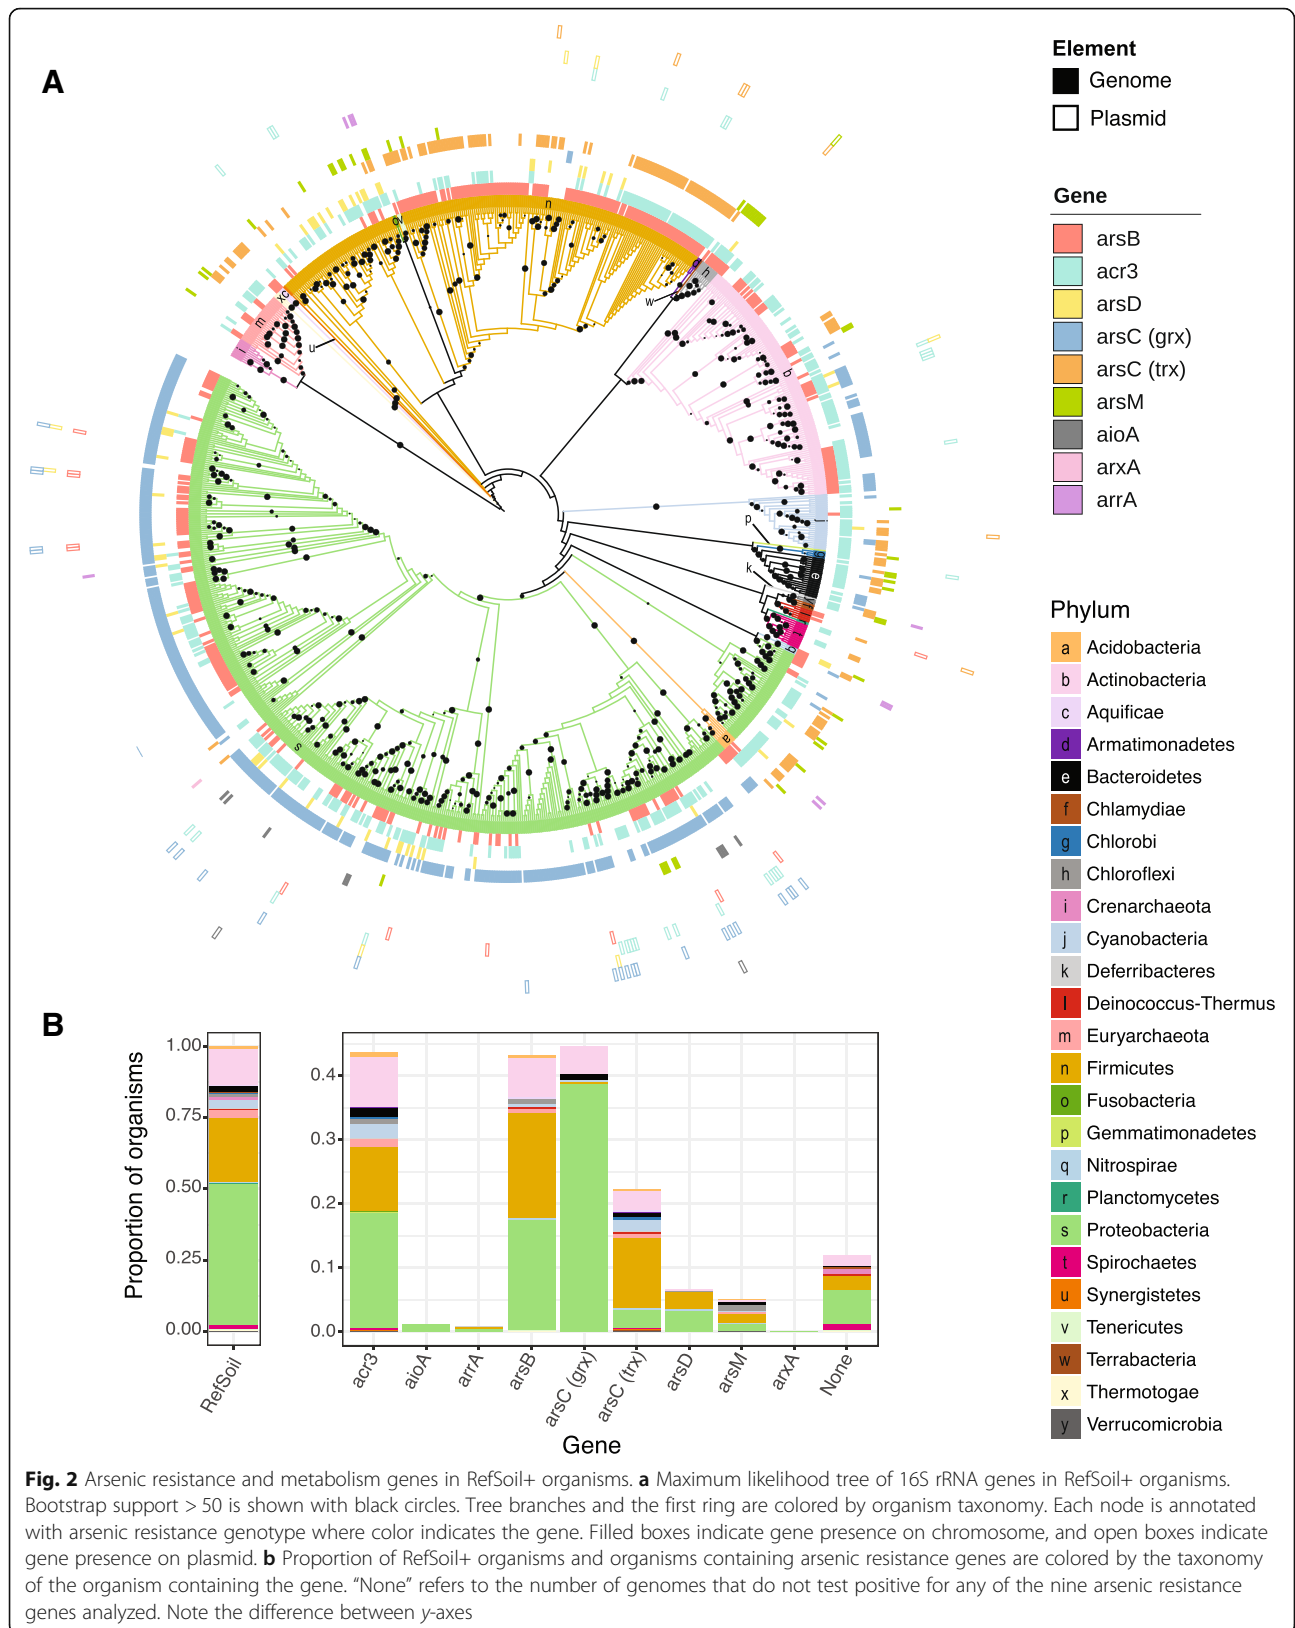 A
Element
Genome
Plasmid
Gene
arsB
acr3
arsD
arsC (grx)
arsC (trx)
arsM
aioA
arxA
arrA
n
h
w
xc
m
u
i
b
j
p
e
k
t
a
s
Phylum
a Acidobacteria
b Actinobacteria
c Aquificae
d Armatimonadetes
e Bacteroidetes
f Chlamydiae
g Chlorobi
h Chloroflexi
i Crenarchaeota
j Cyanobacteria
k Deferribacteres
l Deinococcus-Thermus
m Euryarchaeota
n Firmicutes
o Fusobacteria
p Gemmatimonadetes
q Nitrospirae
r Planctomycetes
s Proteobacteria
t Spirochaetes
u Synergistetes
v Tenericutes
w Terrabacteria
x Thermotogae
y Verrucomicrobia
B
Proportion of organisms
1.00
0.75
0.50
0.25
0.00
RefSoil
0.4
0.3
0.2
0.1
0.0
acr3
aioA
arrA
arsB
arsC (grx)
arsC (trx)
arsD
arsM
arxA
None
Gene
Fig. 2 Arsenic resistance and metabolism genes in RefSoil+ organisms. a Maximum likelihood tree of 16S rRNA genes in RefSoil+ organisms.
Bootstrap support > 50 is shown with black circles. Tree branches and the first ring are colored by organism taxonomy. Each node is annotated
with arsenic resistance genotype where color indicates the gene. Filled boxes indicate gene presence on chromosome, and open boxes indicate
gene presence on plasmid. b Proportion of RefSoil+ organisms and organisms containing arsenic resistance genes are colored by the taxonomy
of the organism containing the gene. “None” refers to the number of genomes that do not test positive for any of the nine arsenic resistance
genes analyzed. Note the difference between y-axes